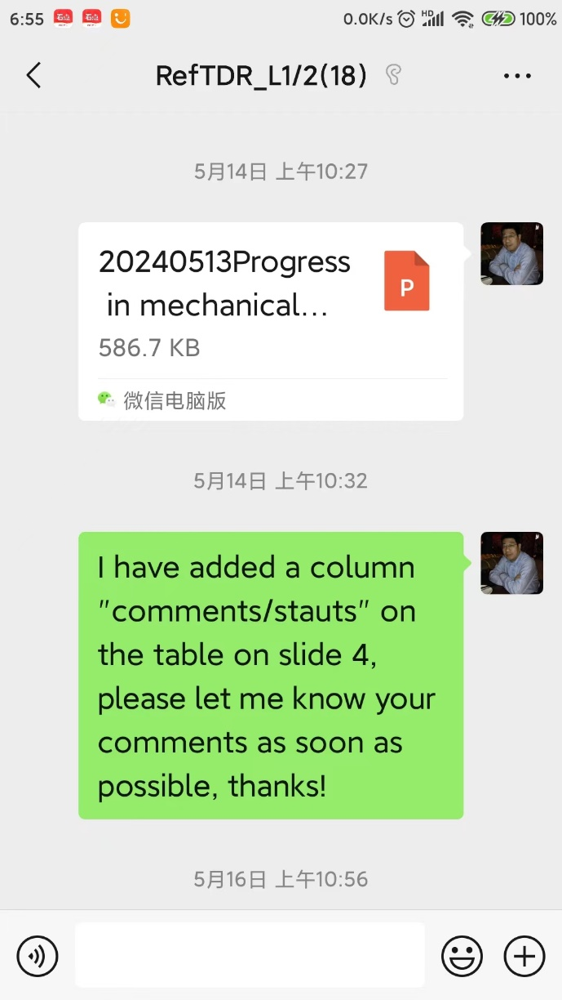 6:55
0.0K/s HD 100%
RefTDR_L1/2(18)
5月14日 上午10:27
20240513Progress
in mechanical...
P
586.7 KB
微信电脑版
5月14日 上午10:32
I have added a column
"comments/stauts" on
the table on slide 4,
please let me know your
comments as soon as
possible, thanks!
5月16日 上午10:56